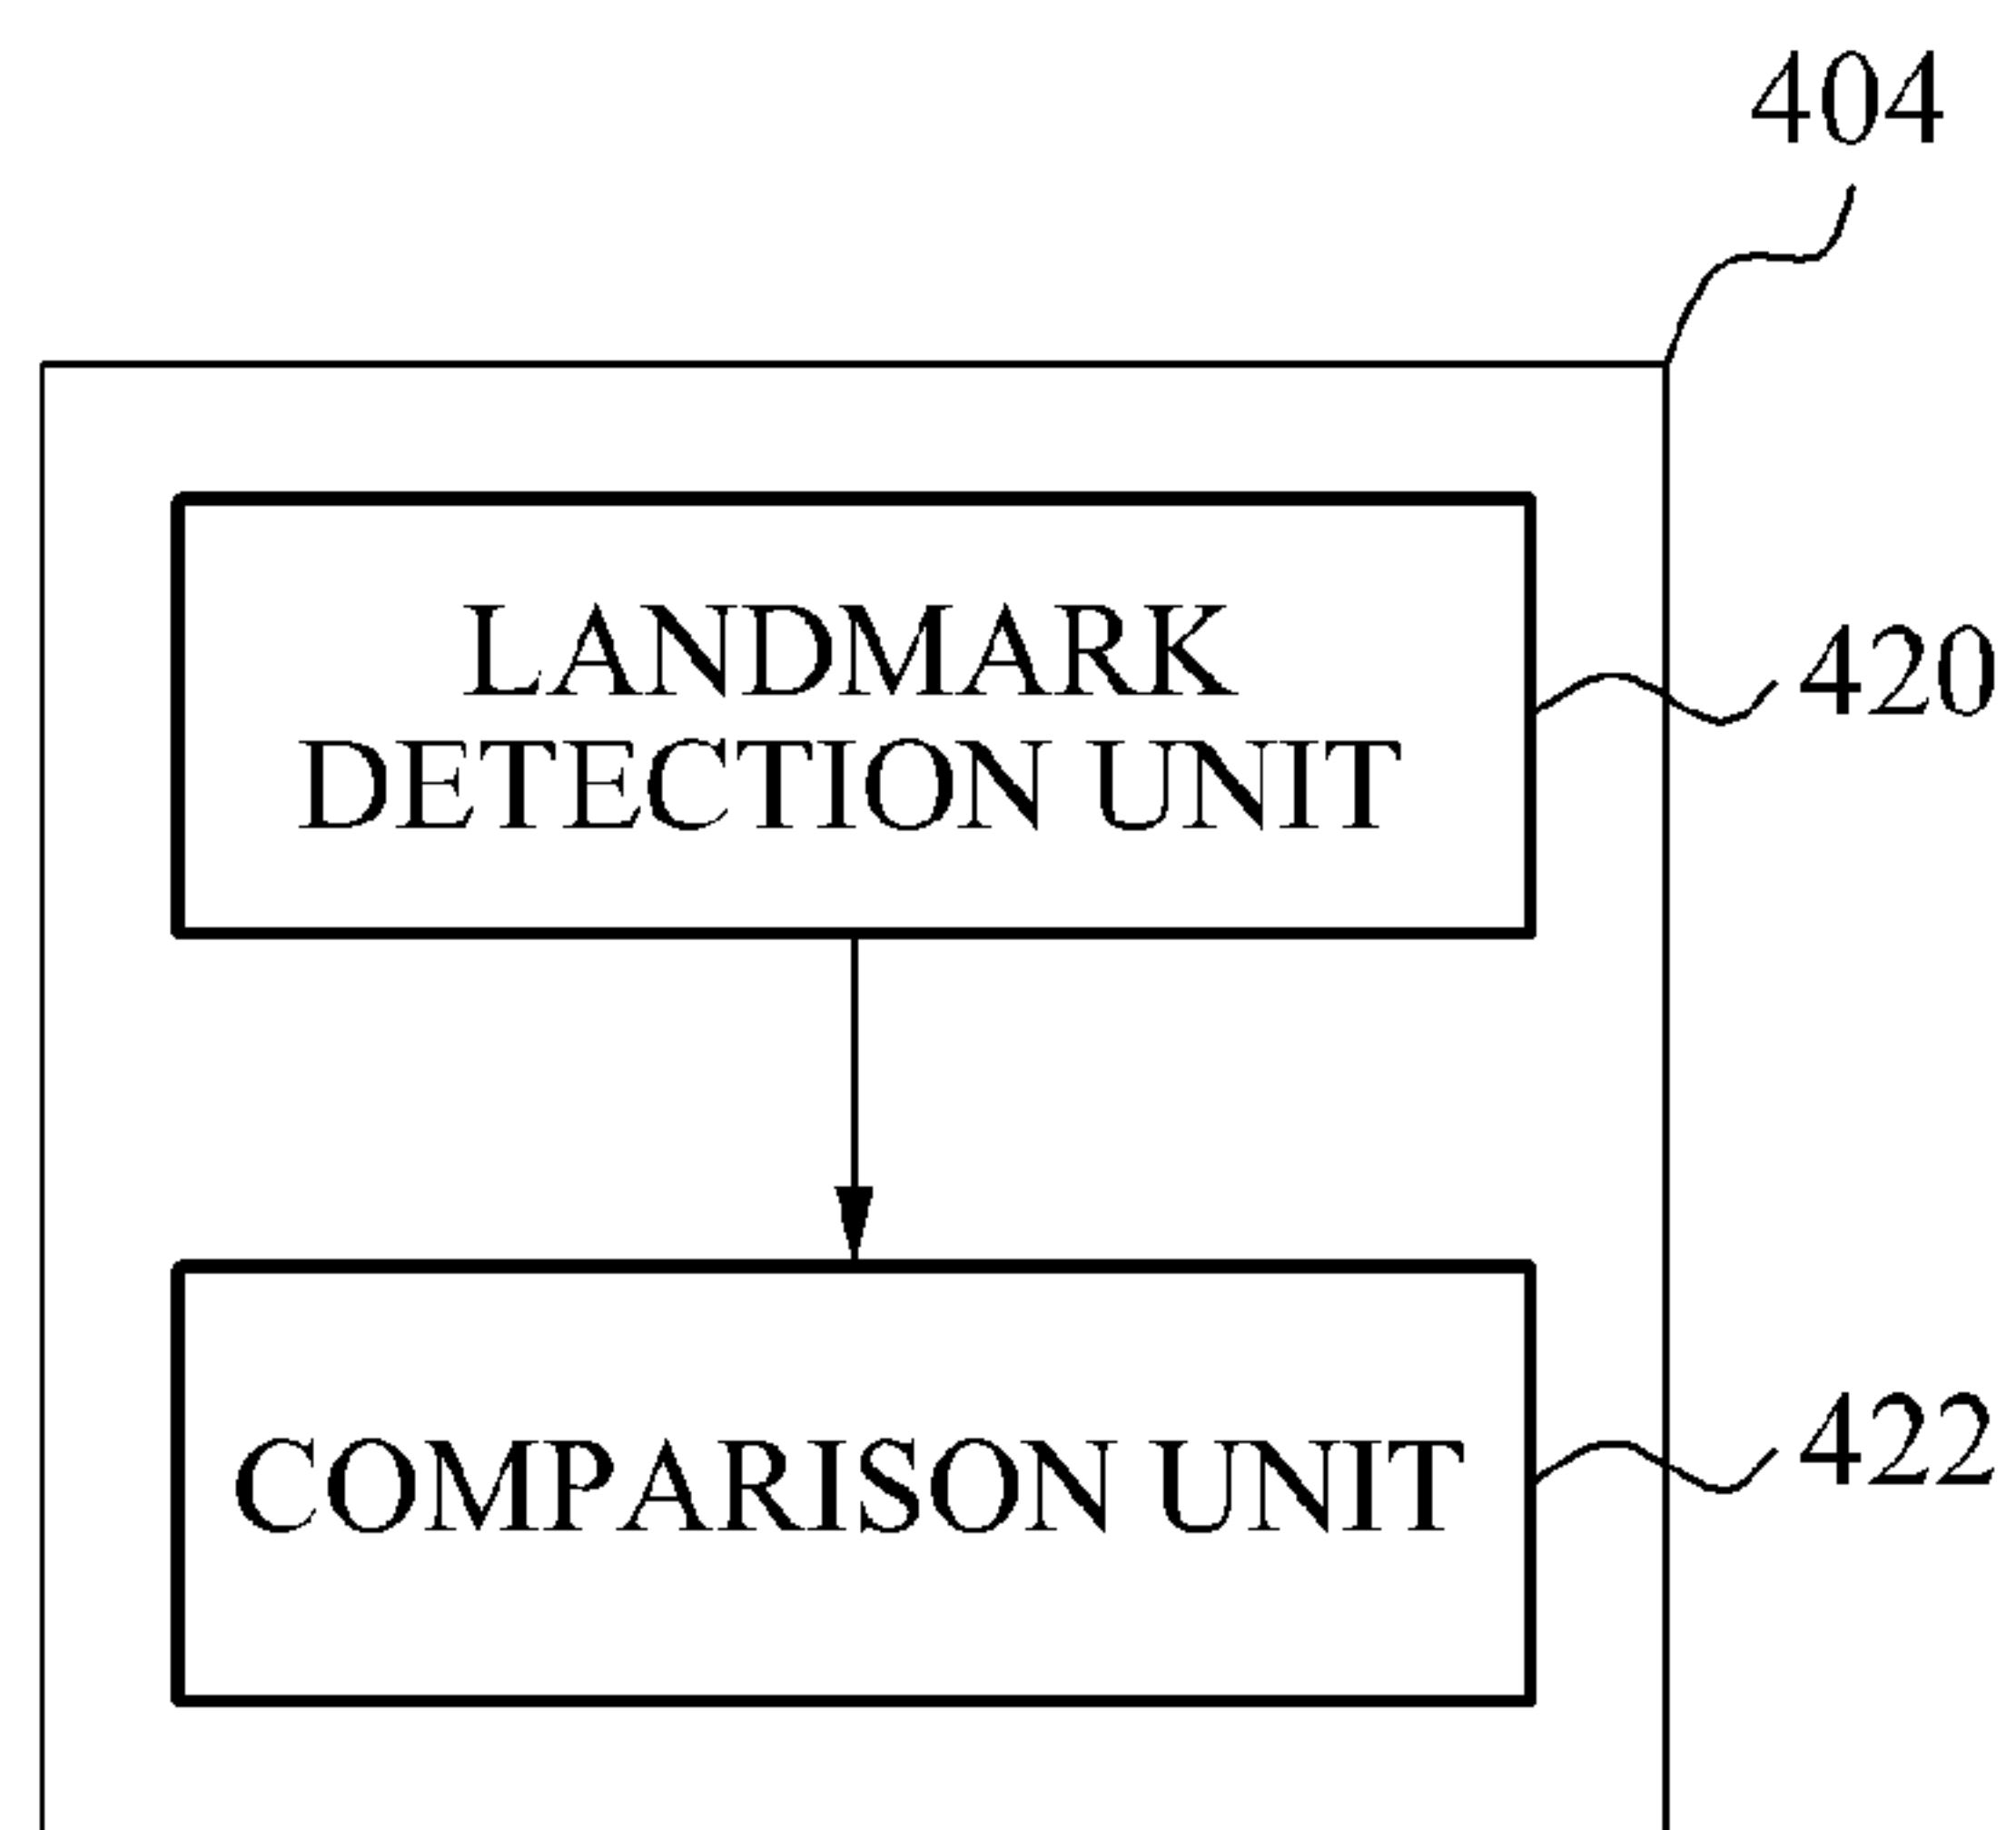 404
LANDMARK
DETECTION UNIT
420
COMPARISON UNIT
422